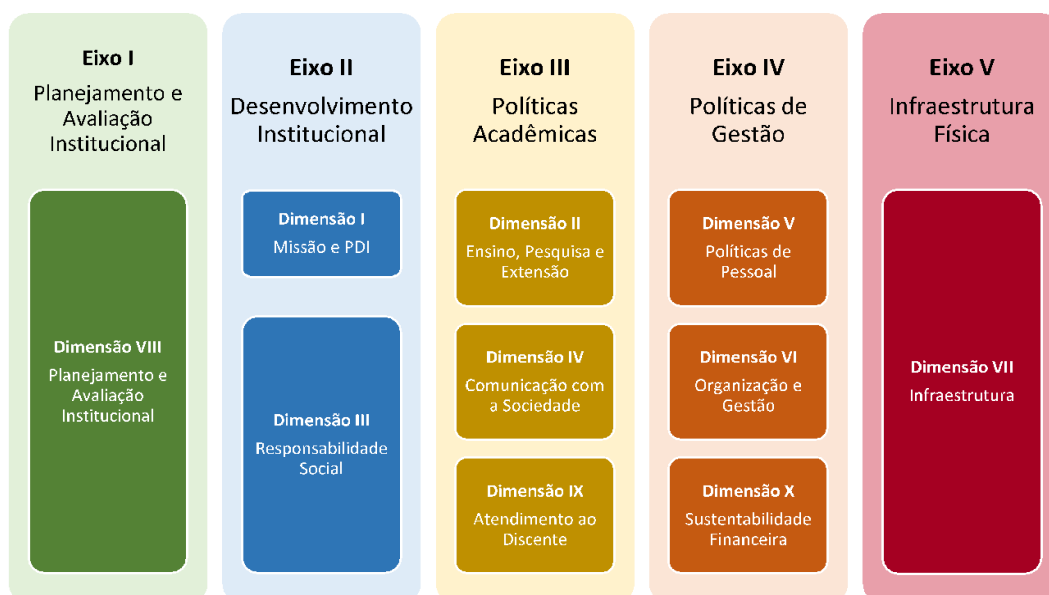 Eixo I
Planejamento e
Avaliação
Institucional
Dimensão VIII
Planejamento e
Avaliação
Institucional
Eixo II
Desenvolvimento
Institucional
Dimensão I
Missão e PDI
Dimensão III
Responsabilidade
Social
Eixo III
Políticas
Acadêmicas
Dimensão II
Ensino, Pesquisa e
Extensão
Dimensão IV
Comunicação com
a Sociedade
Dimensão IX
Atendimento ao
Discente
Eixo IV
Políticas de
Gestão
Dimensão V
Políticas de
Pessoal
Dimensão VI
Organização e
Gestão
Dimensão X
Sustentabilidade
Financeira
Eixo V
Infraestrutura
Física
Dimensão VII
Infraestrutura